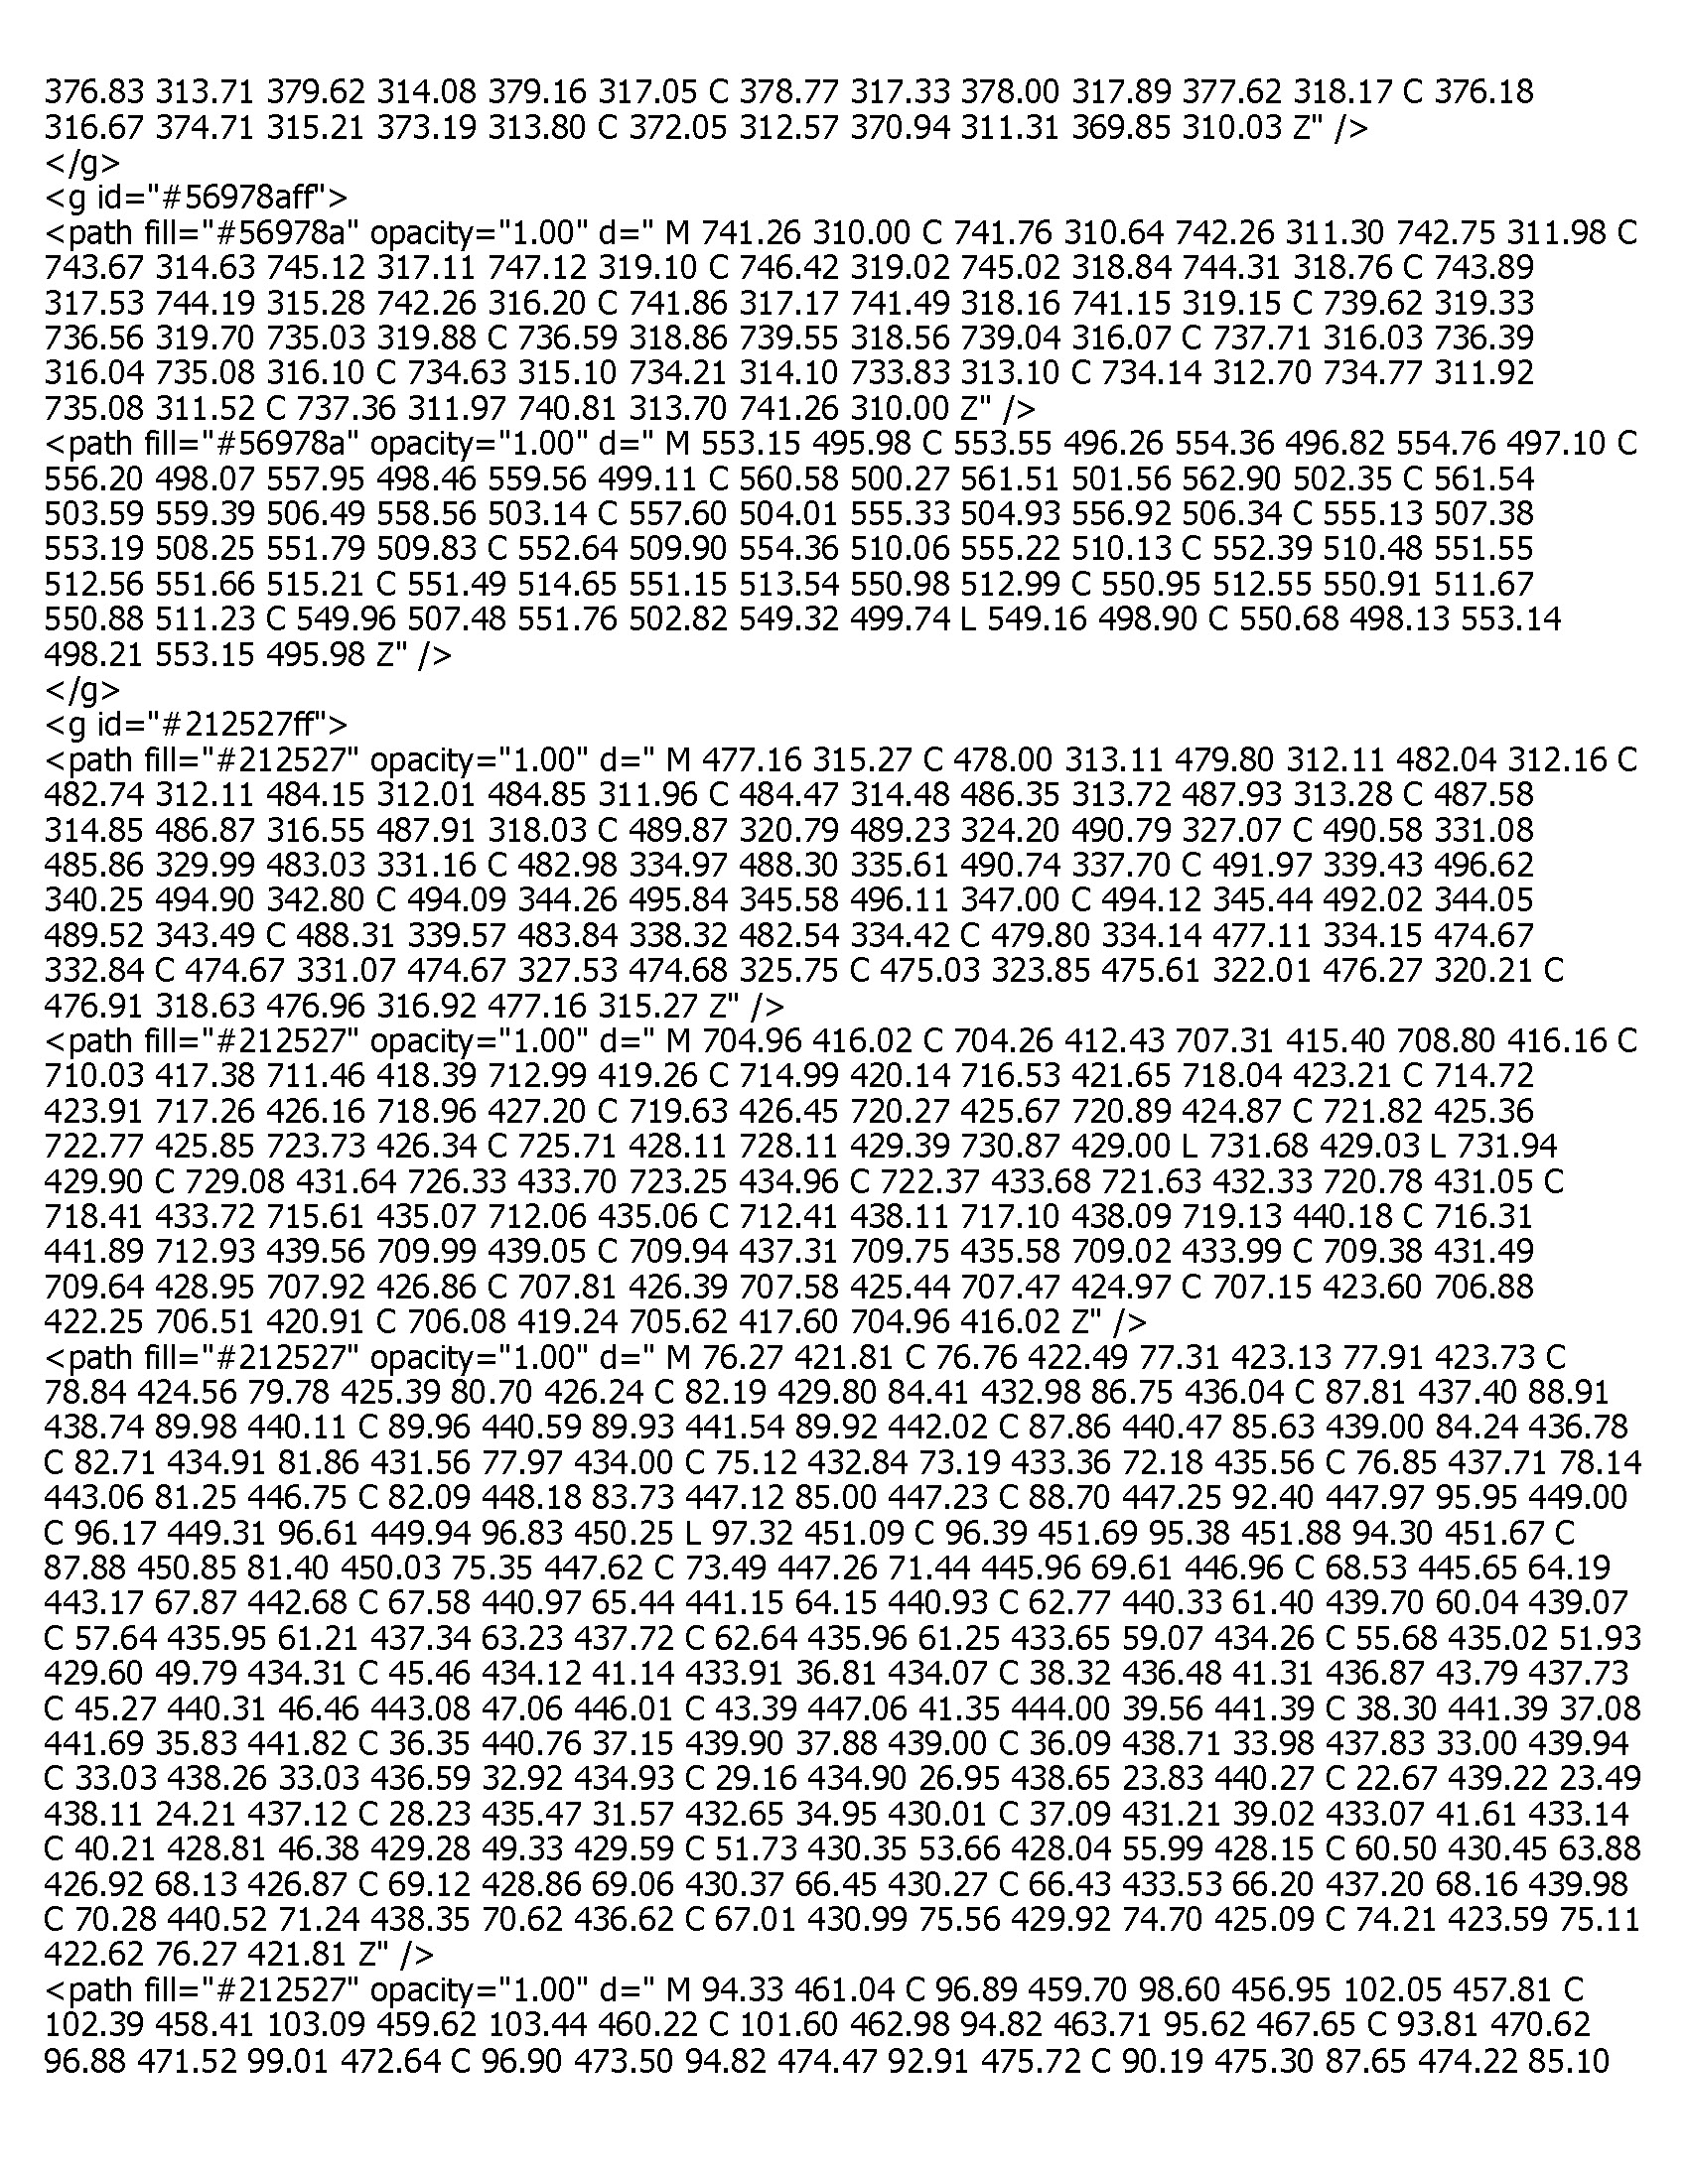 376.83 313.71 379.62 314.08 379.16 317.05 C 378.77 317.33 378.00 317.89 377.62 318.17 C 376.18
316.67 374.71 315.21 373.19 313.80 C 372.05 312.57 370.94 311.31 369.85 310.03 Z" />
</g>
<g id="#56978aff">
<path fill="#56978a" opacity="1.00" d=" M 741.26 310.00 C 741.76 310.64 742.26 311.30 742.75 311.98 C
743.67 314.63 745.12 317.11 747.12 319.10 C 746.42 319.02 745.02 318.84 744.31 318.76 C 743.89
317.53 744.19 315.28 742.26 316.20 C 741.86 317.17 741.49 318.16 741.15 319.15 C 739.62 319.33
736.56 319.70 735.03 319.88 C 736.59 318.86 739.55 318.56 739.04 316.07 C 737.71 316.03 736.39
316.04 735.08 316.10 C 734.63 315.10 734.21 314.10 733.83 313.10 C 734.14 312.70 734.77 311.92
735.08 311.52 C 737.36 311.97 740.81 313.70 741.26 310.00 Z" />
<path fill="#56978a" opacity="1.00" d=" M 553.15 495.98 C 553.55 496.26 554.36 496.82 554.76 497.10 C
556.20 498.07 557.95 498.46 559.56 499.11 C 560.58 500.27 561.51 501.56 562.90 502.35 C 561.54
503.59 559.39 506.49 558.56 503.14 C 557.60 504.01 555.33 504.93 556.92 506.34 C 555.13 507.38
553.19 508.25 551.79 509.83 C 552.64 509.90 554.36 510.06 555.22 510.13 C 552.39 510.48 551.55
512.56 551.66 515.21 C 551.49 514.65 551.15 513.54 550.98 512.99 C 550.95 512.55 550.91 511.67
550.88 511.23 C 549.96 507.48 551.76 502.82 549.32 499.74 L 549.16 498.90 C 550.68 498.13 553.14
498.21 553.15 495.98 Z" />
</g>
<g id="#212527ff">
<path fill="#212527" opacity="1.00" d=" M 477.16 315.27 C 478.00 313.11 479.80 312.11 482.04 312.16 C
482.74 312.11 484.15 312.01 484.85 311.96 C 484.47 314.48 486.35 313.72 487.93 313.28 C 487.58
314.85 486.87 316.55 487.91 318.03 C 489.87 320.79 489.23 324.20 490.79 327.07 C 490.58 331.08
485.86 329.99 483.03 331.16 C 482.98 334.97 488.30 335.61 490.74 337.70 C 491.97 339.43 496.62
340.25 494.90 342.80 C 494.09 344.26 495.84 345.58 496.11 347.00 C 494.12 345.44 492.02 344.05
489.52 343.49 C 488.31 339.57 483.84 338.32 482.54 334.42 C 479.80 334.14 477.11 334.15 474.67
332.84 C 474.67 331.07 474.67 327.53 474.68 325.75 C 475.03 323.85 475.61 322.01 476.27 320.21 C
476.91 318.63 476.96 316.92 477.16 315.27 Z" />
<path fill="#212527" opacity="1.00" d=" M 704.96 416.02 C 704.26 412.43 707.31 415.40 708.80 416.16 C
710.03 417.38 711.46 418.39 712.99 419.26 C 714.99 420.14 716.53 421.65 718.04 423.21 C 714.72
423.91 717.26 426.16 718.96 427.20 C 719.63 426.45 720.27 425.67 720.89 424.87 C 721.82 425.36
722.77 425.85 723.73 426.34 C 725.71 428.11 728.11 429.39 730.87 429.00 L 731.68 429.03 L 731.94
429.90 C 729.08 431.64 726.33 433.70 723.25 434.96 C 722.37 433.68 721.63 432.33 720.78 431.05 C
718.41 433.72 715.61 435.07 712.06 435.06 C 712.41 438.11 717.10 438.09 719.13 440.18 C 716.31
441.89 712.93 439.56 709.99 439.05 C 709.94 437.31 709.75 435.58 709.02 433.99 C 709.38 431.49
709.64 428.95 707.92 426.86 C 707.81 426.39 707.58 425.44 707.47 424.97 C 707.15 423.60 706.88
422.25 706.51 420.91 C 706.08 419.24 705.62 417.60 704.96 416.02 Z" />
<path fill="#212527" opacity="1.00" d=" M 76.27 421.81 C 76.76 422.49 77.31 423.13 77.91 423.73 C
78.84 424.56 79.78 425.39 80.70 426.24 C 82.19 429.80 84.41 432.98 86.75 436.04 C 87.81 437.40 88.91
438.74 89.98 440.11 C 89.96 440.59 89.93 441.54 89.92 442.02 C 87.86 440.47 85.63 439.00 84.24 436.78
C 82.71 434.91 81.86 431.56 77.97 434.00 C 75.12 432.84 73.19 433.36 72.18 435.56 C 76.85 437.71 78.14
443.06 81.25 446.75 C 82.09 448.18 83.73 447.12 85.00 447.23 C 88.70 447.25 92.40 447.97 95.95 449.00
C 96.17 449.31 96.61 449.94 96.83 450.25 L 97.32 451.09 C 96.39 451.69 95.38 451.88 94.30 451.67 C
87.88 450.85 81.40 450.03 75.35 447.62 C 73.49 447.26 71.44 445.96 69.61 446.96 C 68.53 445.65 64.19
443.17 67.87 442.68 C 67.58 440.97 65.44 441.15 64.15 440.93 C 62.77 440.33 61.40 439.70 60.04 439.07
C 57.64 435.95 61.21 437.34 63.23 437.72 C 62.64 435.96 61.25 433.65 59.07 434.26 C 55.68 435.02 51.93
429.60 49.79 434.31 C 45.46 434.12 41.14 433.91 36.81 434.07 C 38.32 436.48 41.31 436.87 43.79 437.73
C 45.27 440.31 46.46 443.08 47.06 446.01 C 43.39 447.06 41.35 444.00 39.56 441.39 C 38.30 441.39 37.08
441.69 35.83 441.82 C 36.35 440.76 37.15 439.90 37.88 439.00 C 36.09 438.71 33.98 437.83 33.00 439.94
C 33.03 438.26 33.03 436.59 32.92 434.93 C 29.16 434.90 26.95 438.65 23.83 440.27 C 22.67 439.22 23.49
438.11 24.21 437.12 C 28.23 435.47 31.57 432.65 34.95 430.01 C 37.09 431.21 39.02 433.07 41.61 433.14
C 40.21 428.81 46.38 429.28 49.33 429.59 C 51.73 430.35 53.66 428.04 55.99 428.15 C 60.50 430.45 63.88
426.92 68.13 426.87 C 69.12 428.86 69.06 430.37 66.45 430.27 C 66.43 433.53 66.20 437.20 68.16 439.98
C 70.28 440.52 71.24 438.35 70.62 436.62 C 67.01 430.99 75.56 429.92 74.70 425.09 C 74.21 423.59 75.11
422.62 76.27 421.81 Z" />
<path fill="#212527" opacity="1.00" d=" M 94.33 461.04 C 96.89 459.70 98.60 456.95 102.05 457.81 C
102.39 458.41 103.09 459.62 103.44 460.22 C 101.60 462.98 94.82 463.71 95.62 467.65 C 93.81 470.62
96.88 471.52 99.01 472.64 C 96.90 473.50 94.82 474.47 92.91 475.72 C 90.19 475.30 87.65 474.22 85.10